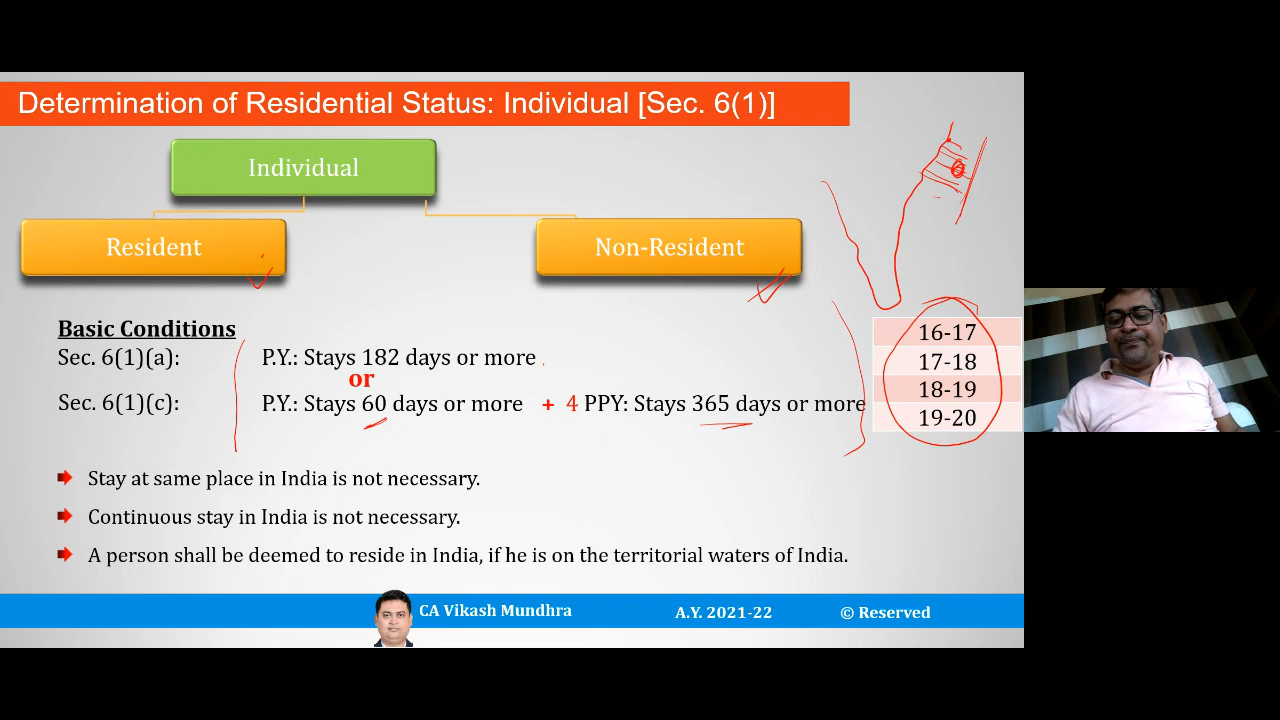 Determination of Residential Status: Individual [Sec. 6(1)]
Individual
Resident
Non-Resident
Basic Conditions
Sec. 6(1)(a): P.Y.: Stays 182 days or more
or
Sec. 6(1)(c): P.Y.: Stays 60 days or more + 4 PPY: Stays 365 days or more
16-17
17-18
18-19
19-20
Stay at same place in India is not necessary.
Continuous stay in India is not necessary.
A person shall be deemed to reside in India, if he is on the territorial waters of India.
CA Vikash Mundhra A.Y. 2021-22 © Reserved